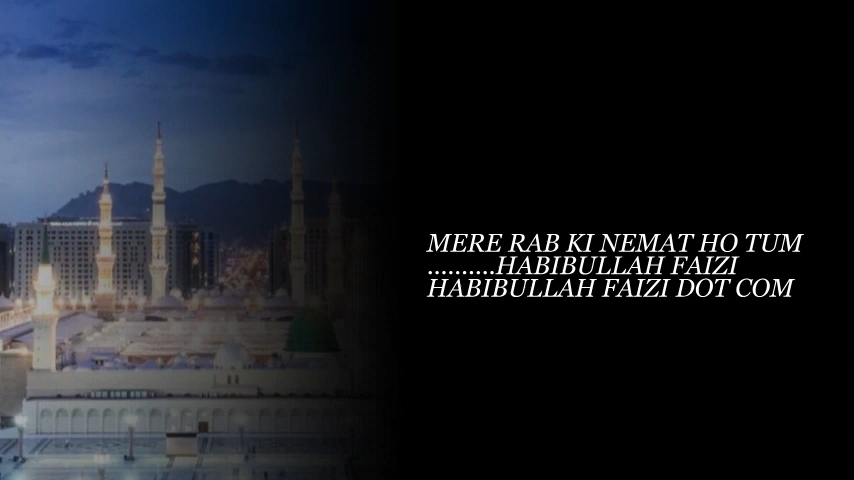 MERE RAB KI NEMAT HO TUM
..........HABIBULLAH FAIZI
HABIBULLAH FAIZI DOT COM